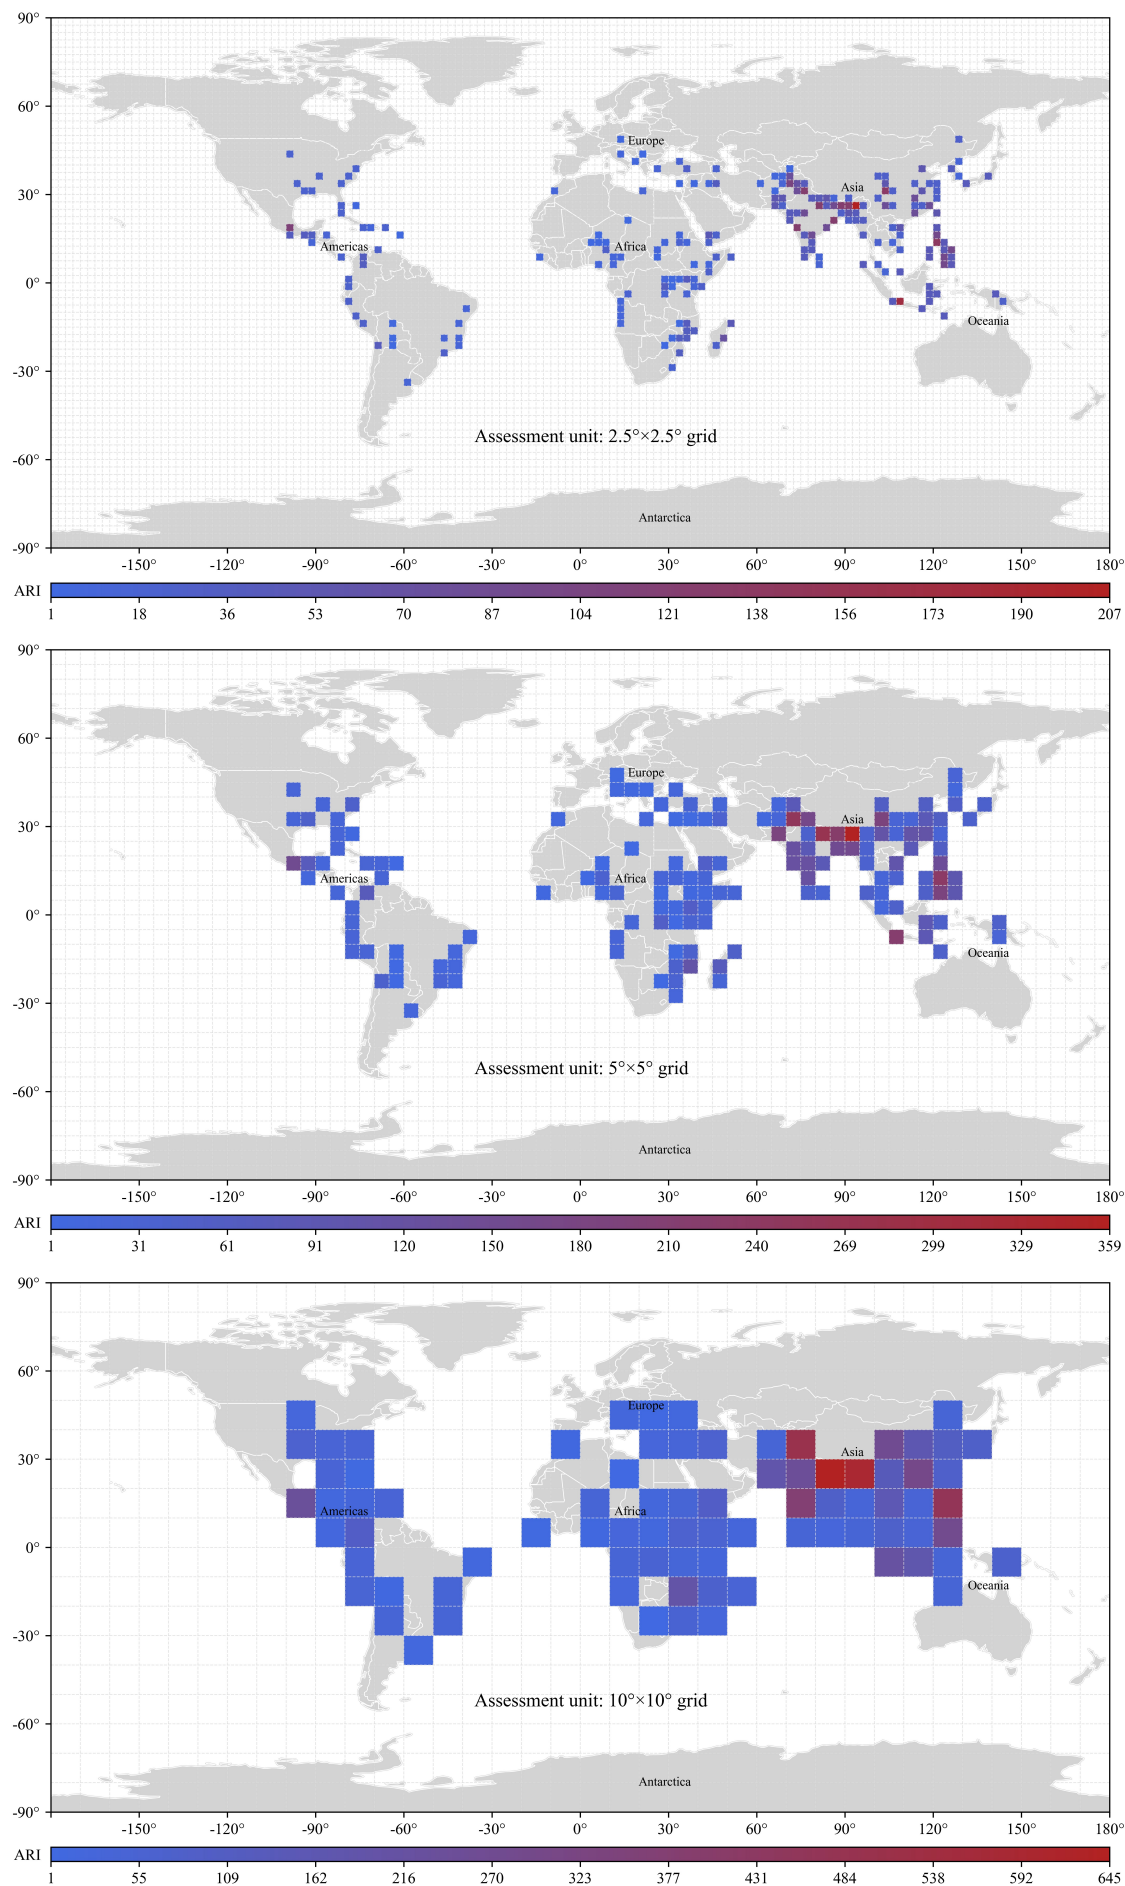 90°
60°
Europe
30°
Asia
Americas
Africa
0°
Oceania
-30°
Assessment unit: 2.5°×2.5° grid
-60°
Antarctica
-90°
-150° -120° -90° -60° -30° 0° 30° 60° 90° 120° 150° 180°
ARI
1 18 36 53 70 87 104 121 138 156 173 190 207
90°
60°
Europe
30°
Asia
Americas
Africa
0°
Oceania
-30°
Assessment unit: 5°×5° grid
-60°
Antarctica
-90°
-150° -120° -90° -60° -30° 0° 30° 60° 90° 120° 150° 180°
ARI
1 31 61 91 120 150 180 210 240 269 299 329 359
90°
60°
Europe
30°
Asia
Americas
Africa
0°
Oceania
-30°
Assessment unit: 10°×10° grid
-60°
Antarctica
-90°
-150° -120° -90° -60° -30° 0° 30° 60° 90° 120° 150° 180°
ARI
1 55 109 162 216 270 323 377 431 484 538 592 645